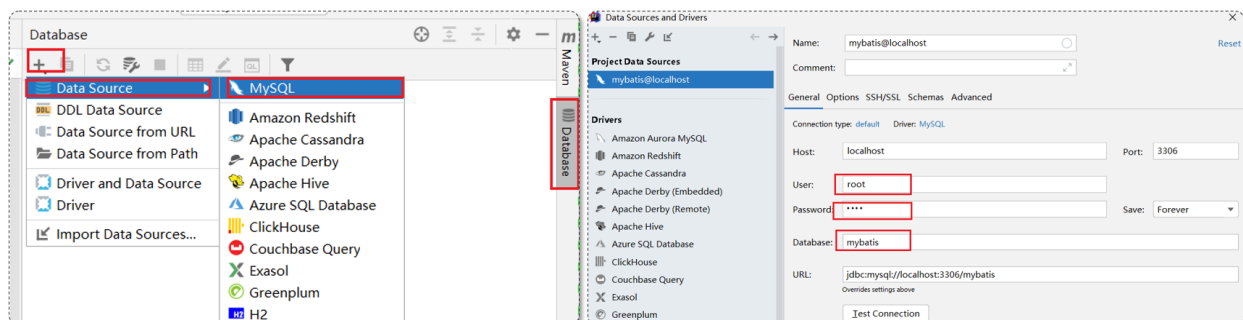 Database
Data Source
MySQL
DDL Data Source
Amazon Redshift
Data Source from URL
Apache Cassandra
Data Source from Path
Apache Derby
Driver and Data Source
Apache Hive
Driver
Azure SQL Database
Import Data Sources...
ClickHouse
Couchbase Query
Exasol
Greenplum
H2
H2
DDL
QL
m
Maven
Database
Data Sources and Drivers
Project Data Sources
mybatis@localhost
Drivers
Amazon Aurora MySQL
Amazon Redshift
Apache Cassandra
Apache Derby (Embedded)
Apache Derby (Remote)
Apache Hive
Azure SQL Database
ClickHouse
Couchbase Query
Exasol
Greenplum
Name: mybatis@localhost Reset
Comment:
General Options SSH/SSL Schemas Advanced
Connection type: default Driver: MySQL
Host: localhost Port: 3306
User: root
Password: •••• Save: Forever
Database: mybatis
URL: jdbc:mysql://localhost:3306/mybatis
Overrides settings above
Test Connection